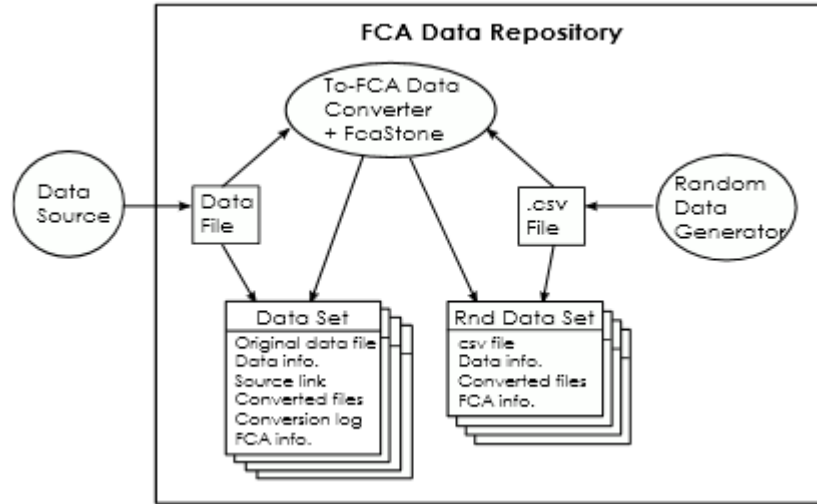 FCA Data Repository
To-FCA Data
Converter
+ FcaStone
Data
Source
Data
File
.csv
File
Random
Data
Generator
Data Set
Original data file
Data info.
Source link
Converted files
Conversion log
FCA info.
Rnd Data Set
csv file
Data info.
Converted files
FCA info.